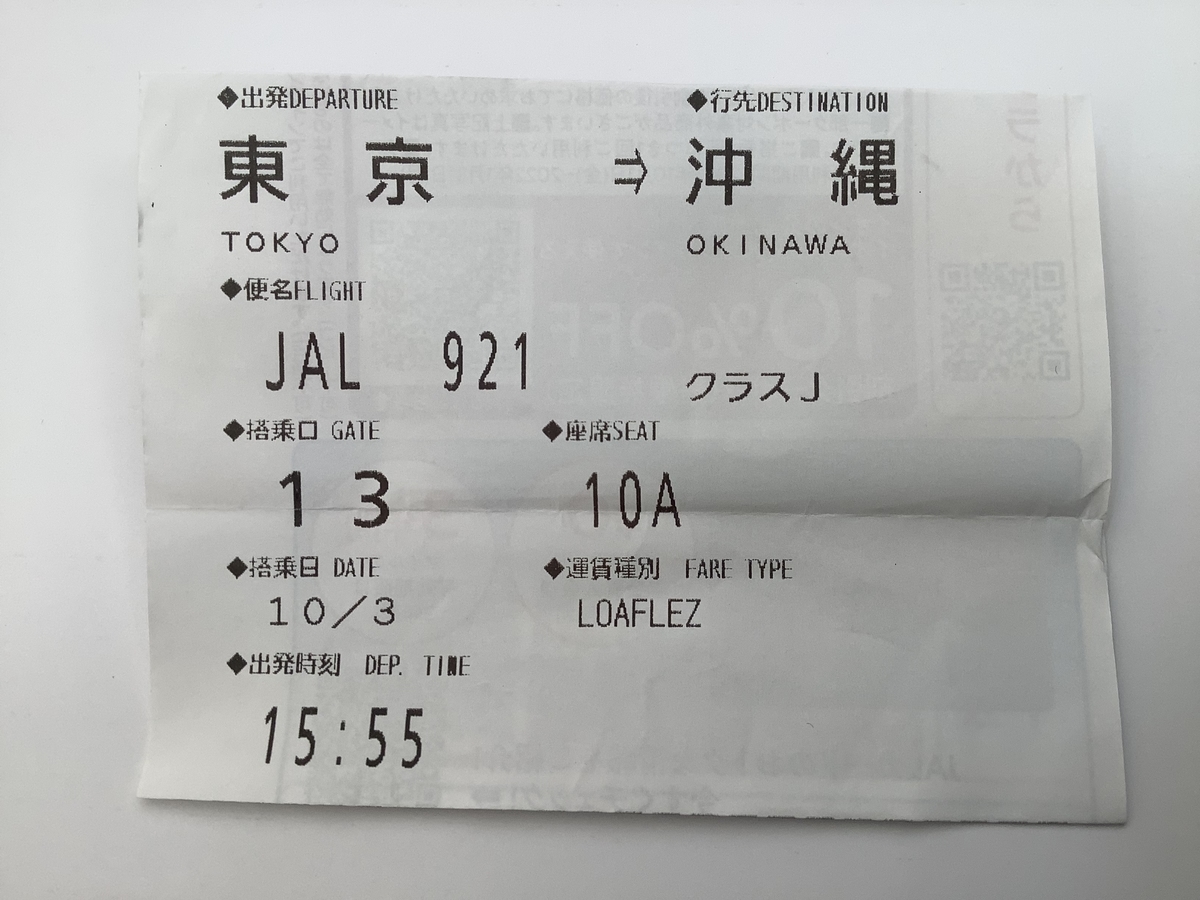 ◆出発DEPARTURE ◆行先DESTINATION
東 京 ⇒ 沖 縄
TOKYO OKINAWA
◆便名FLIGHT
JAL 921 クラスJ
◆搭乗口 GATE ◆座席SEAT
13 10A
◆搭乗日 DATE ◆運賃種別 FARE TYPE
10/3 LOAFLEZ
◆出発時刻 DEP. TIME
15:55